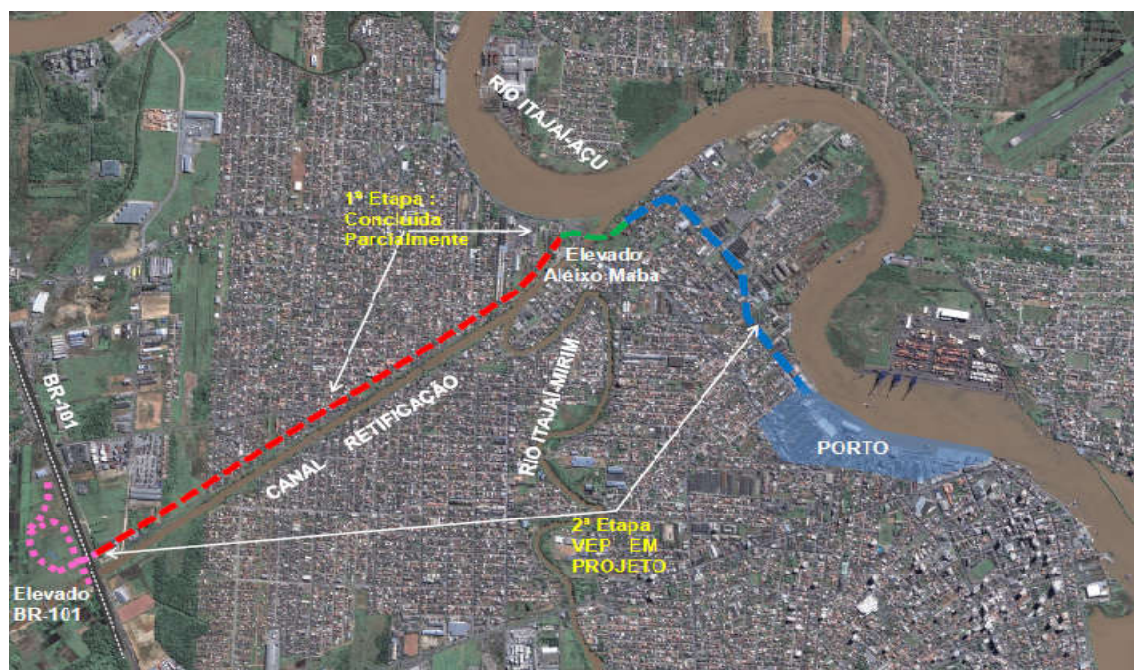 RIO ITAJAÍ-AÇU
1ª Etapa :
Concluída
Parcialmente
Elevado
Aleixo Maba
BR-101
CANAL RETIFICAÇÃO
RIO ITAJAÍ-MIRIM
PORTO
2ª Etapa
VEP EM
PROJETO
Elevado
BR-101